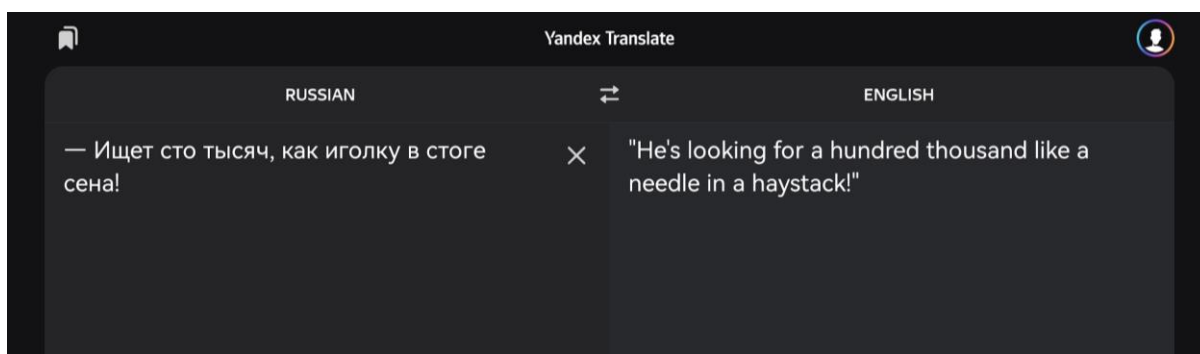 Yandex Translate
RUSSIAN
ENGLISH
— Ищет сто тысяч, как иголку в стоге
сена!
"He's looking for a hundred thousand like a
needle in a haystack!"